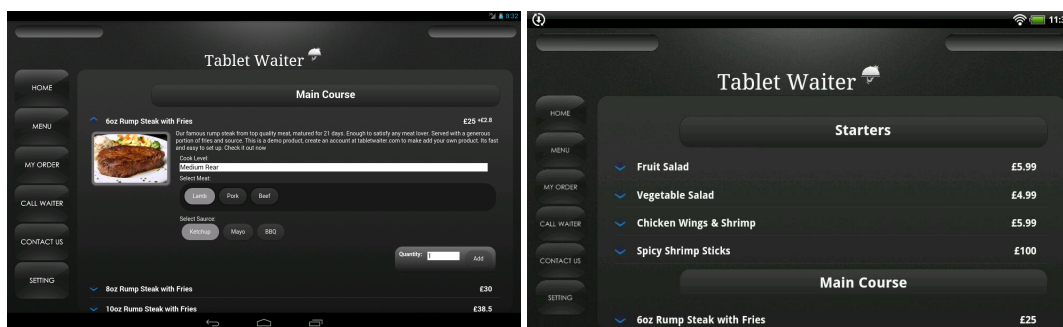 8:32
Tablet Waiter
HOME
MENU
MY ORDER
CALL WAITER
CONTACT US
SETTING
Main Course
6oz Rump Steak with Fries £25 +£2.8
Our famous rump steak from top quality meat, matured for 21 days. Enough to satisfy any meat lover. Served with a generous
portion of fries and source. This is a demo product, create an account at tabletwaiter.com to make add your own product. Its fast
and easy to set up. Check it out now
Cook Level:
Medium Rear
Select Meat:
Lamb Pork Beef
Select Saurce:
Ketchup Mayo BBQ
Quantity: 1 Add
8oz Rump Steak with Fries £30
10oz Rump Steak with Fries £38.5
11:3
Tablet Waiter
HOME
MENU
MY ORDER
CALL WAITER
CONTACT US
SETTING
Starters
Fruit Salad £5.99
Vegetable Salad £4.99
Chicken Wings & Shrimp £5.99
Spicy Shrimp Sticks £100
Main Course
6oz Rump Steak with Fries £25